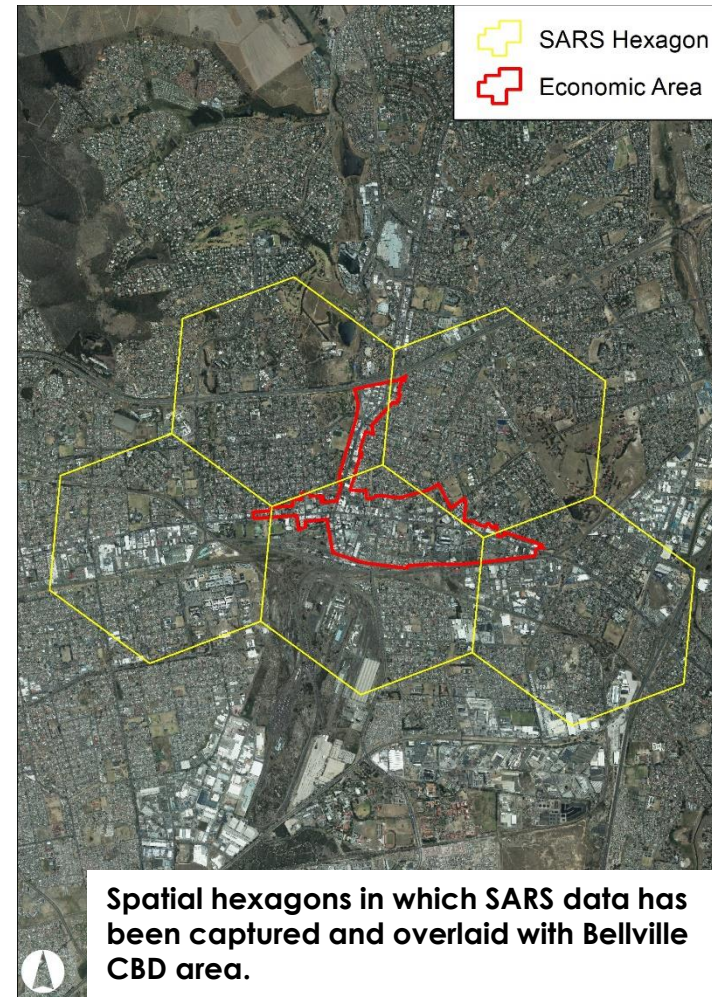 SARS Hexagon
Economic Area
Spatial hexagons in which SARS data has
been captured and overlaid with Bellville
CBD area.